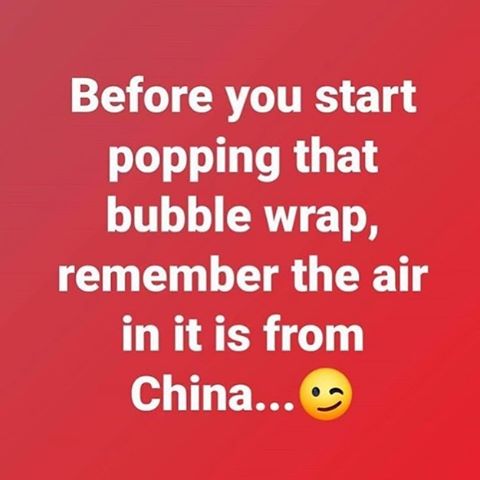 Before you start
popping that
bubble wrap,
remember the air
in it is from
China...😉